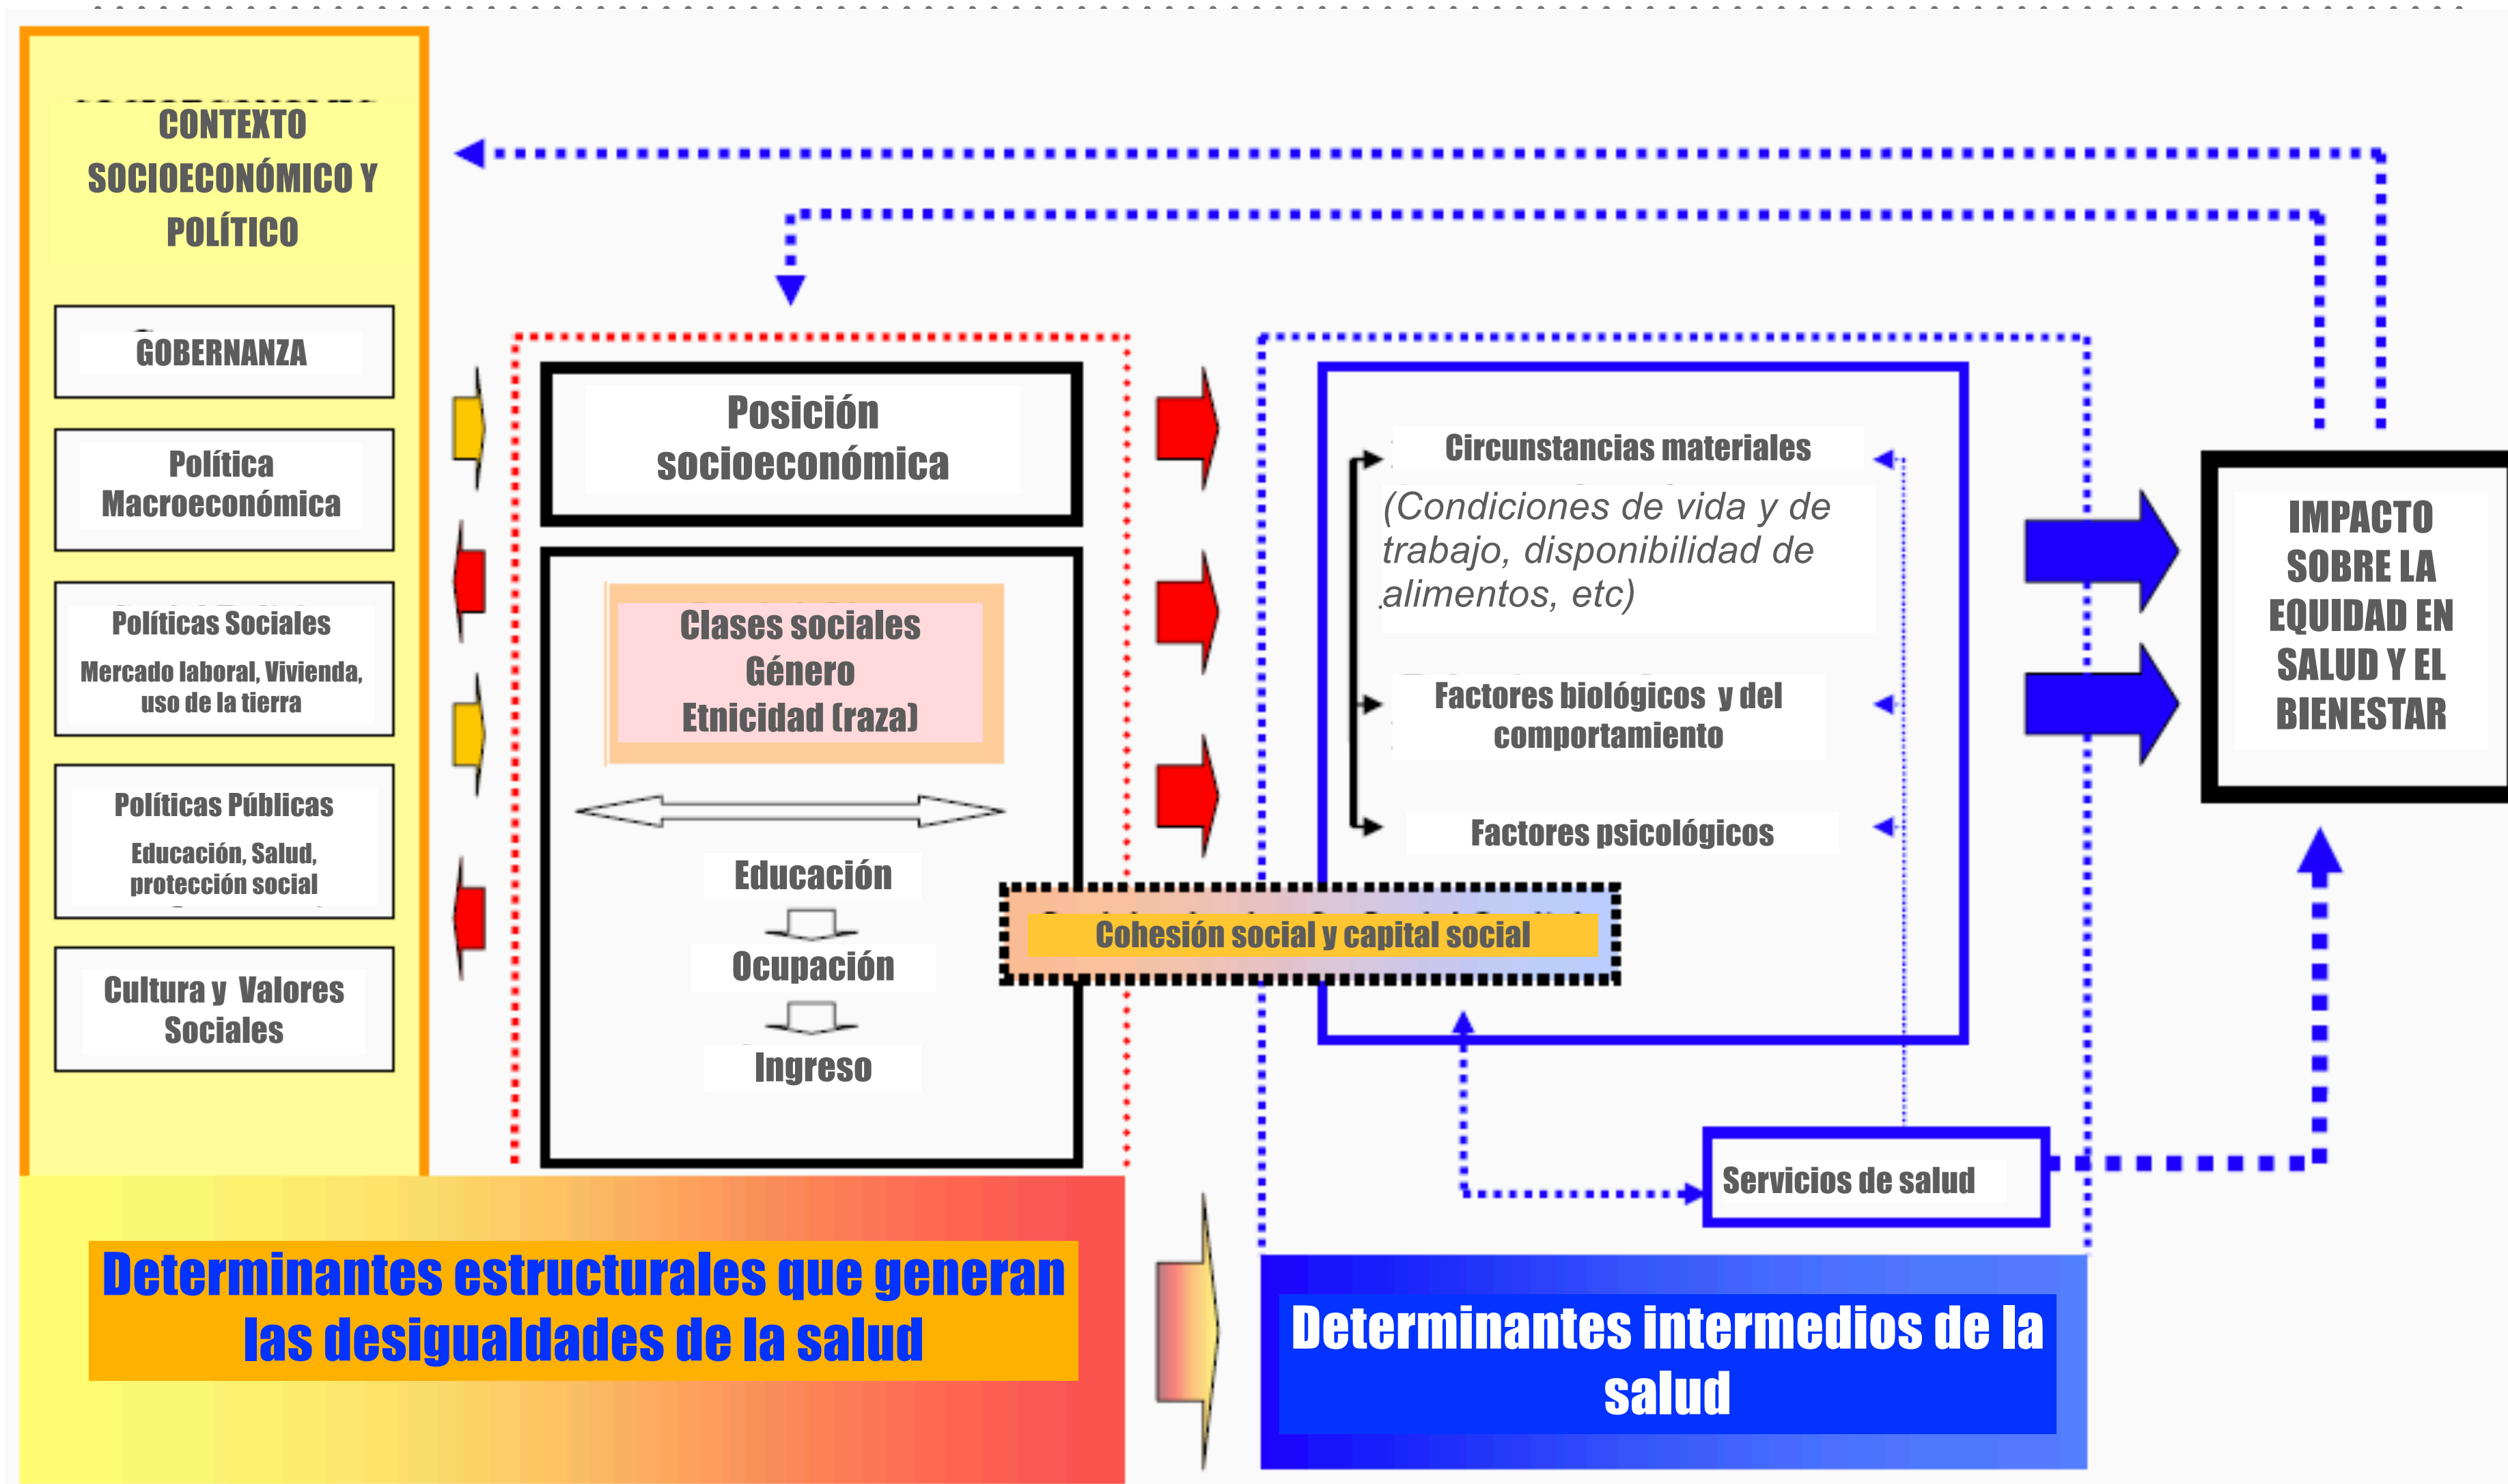 CONTEXTO
SOCIOECONÓMICO Y
POLÍTICO
GOBERNANZA
Política
Macroeconómica
Políticas Sociales
Mercado laboral, Vivienda,
uso de la tierra
Políticas Públicas
Educación, Salud,
protección social
Cultura y Valores
Sociales
Posición
socioeconómica
Clases sociales
Género
Etnicidad (raza)
Educación
Ocupación
Ingreso
Cohesión social y capital social
Circunstancias materiales
(Condiciones de vida y de
trabajo, disponibilidad de
alimentos, etc)
Factores biológicos y del
comportamiento
Factores psicológicos
Servicios de salud
IMPACTO
SOBRE LA
EQUIDAD EN
SALUD Y EL
BIENESTAR
Determinantes estructurales que generan
las desigualdades de la salud
Determinantes intermedios de la
salud